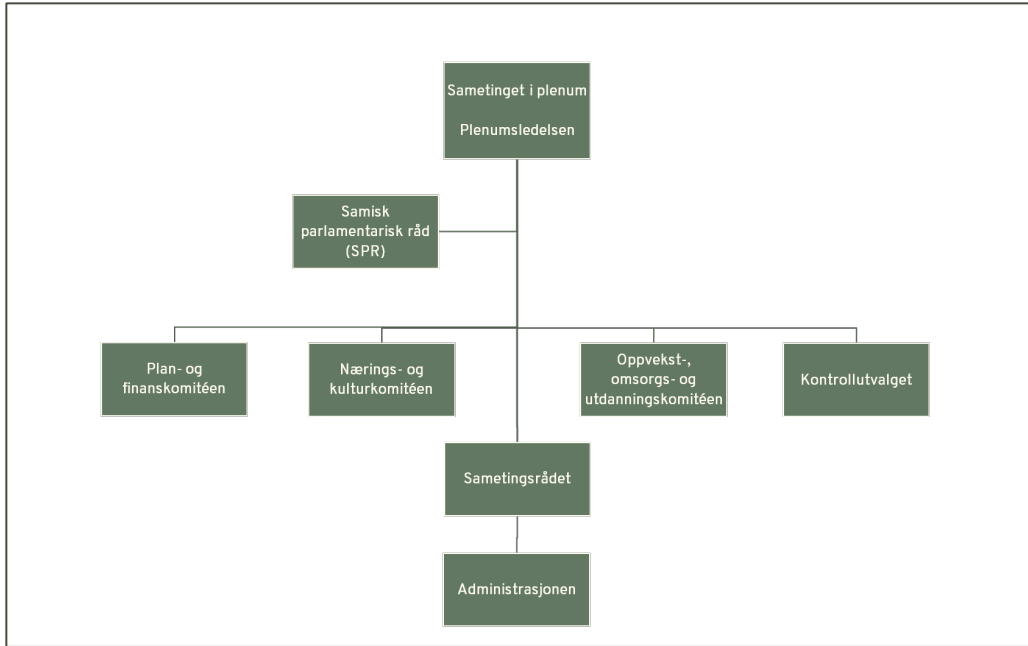 Sametinget i plenum
Plenumsledelsen
Samisk
parlamentarisk råd
(SPR)
Plan- og
finanskomitéen
Nærings- og
kulturkomitéen
Oppvekst-,
omsorgs- og
utdanningskomitéen
Kontrollutvalget
Sametingsrådet
Administrasjonen